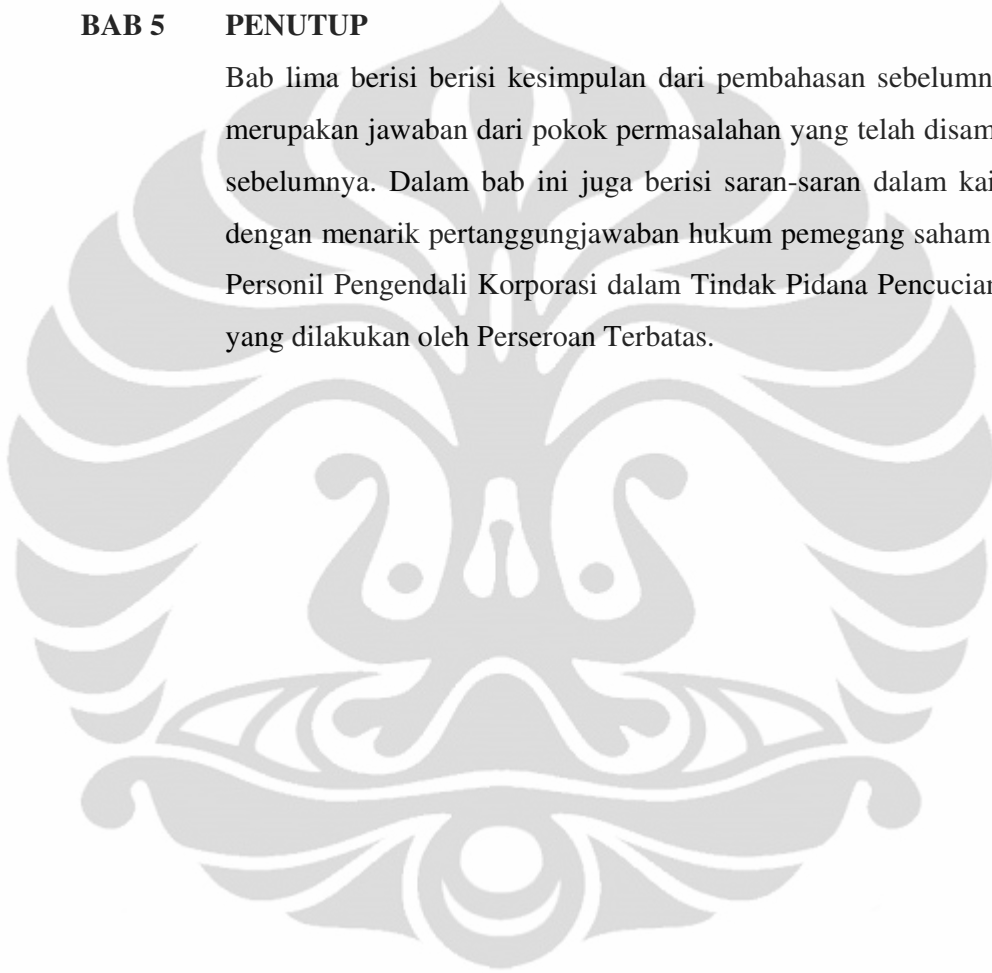 BAB 5 PENUTUP
Bab lima berisi berisi kesimpulan dari pembahasan sebelumn
merupakan jawaban dari pokok permasalahan yang telah disam
sebelumnya. Dalam bab ini juga berisi saran-saran dalam kai
dengan menarik pertanggungjawaban hukum pemegang saham
Personil Pengendali Korporasi dalam Tindak Pidana Pencucian
yang dilakukan oleh Perseroan Terbatas.